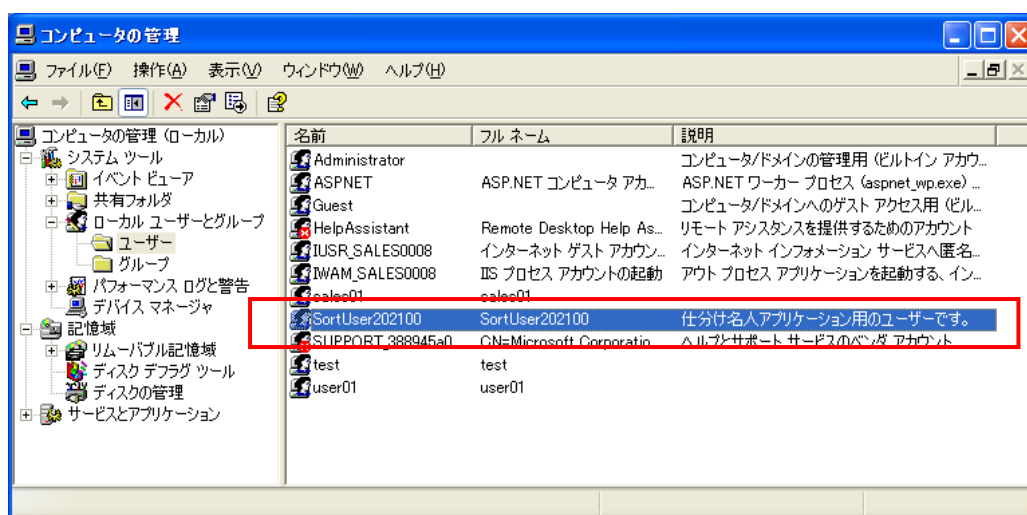 コンピュータの管理
ファイル(F) 操作(A) 表示(V) ウィンドウ(W) ヘルプ(H)
コンピュータの管理 (ローカル)
システム ツール
イベント ビューア
共有フォルダ
ローカル ユーザーとグループ
ユーザー
グループ
パフォーマンス ログと警告
デバイス マネージャ
記憶域
リムーバブル記憶域
ディスク デフラグ ツール
ディスクの管理
サービスとアプリケーション
名前 フル ネーム 説明
Administrator コンピュータ/ドメインの管理用 (ビルトイン アカウ...
ASPNET ASP.NET コンピュータ アカ... ASP.NET ワーカー プロセス (aspnet_wp.exe) ...
Guest コンピュータ/ドメインへのゲスト アクセス用 (ビル...
HelpAssistant Remote Desktop Help As... リモート アシスタンスを提供するためのアカウント
IUSR_SALES0008 インターネット ゲスト アカウン... インターネット インフォメーション サービスへ匿名...
IWAM_SALES0008 IIS プロセス アカウントの起動 アウト プロセス アプリケーションを起動する、イン...
sales01 sales01
SortUser202100 SortUser202100 仕分け名人アプリケーション用のユーザーです。
SUPPORT_388945a0 CN=Microsoft Corporatio... ヘルプとサポート サービスのベンダ アカウント
test test
user01 user01